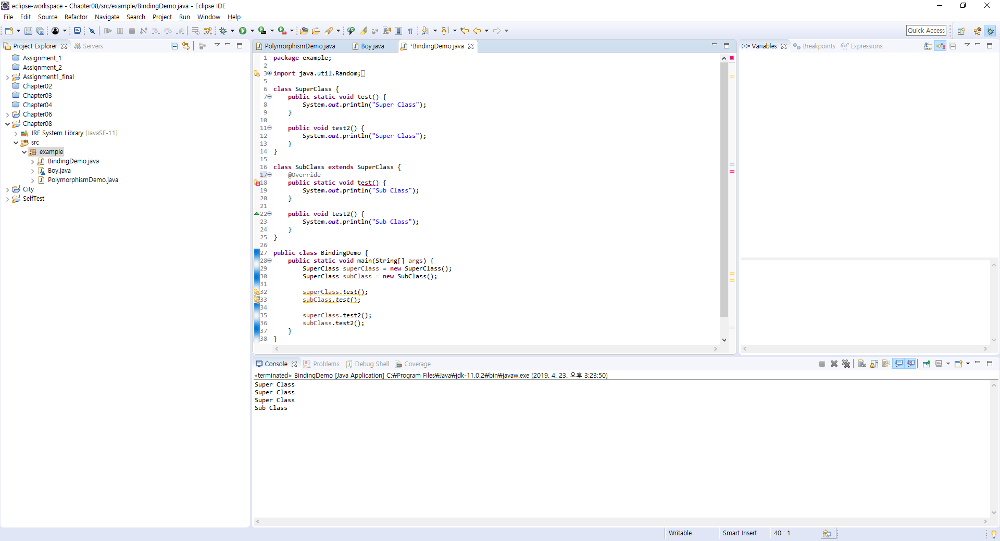 eclipse-workspace - Chapter08/src/example/BindingDemo.java - Eclipse IDE
File Edit Source Refactor Navigate Search Project Run Window Help
Quick Access
Project Explorer Servers
Assignment_1
Assignment_2
Assignment1_final
Chapter02
Chapter03
Chapter04
Chapter06
Chapter08
JRE System Library [JavaSE-11]
src
example
BindingDemo.java
Boy.java
PolymorphismDemo.java
City
SelfTest
PolymorphismDemo.java Boy.java *BindingDemo.java
1 package example;
2
3 import java.util.Random;
5
6 class SuperClass {
7 public static void test() {
8 System.out.println("Super Class");
9 }
10
11 public void test2() {
12 System.out.println("Super Class");
13 }
14 }
15
16 class SubClass extends SuperClass {
17 @Override
18 public static void test() {
19 System.out.println("Sub Class");
20 }
21
22 public void test2() {
23 System.out.println("Sub Class");
24 }
25 }
26
27 public class BindingDemo {
28 public static void main(String[] args) {
29 SuperClass superClass = new SuperClass();
30 SuperClass subClass = new SubClass();
31
32 superClass.test();
33 subClass.test();
34
35 superClass.test2();
36 subClass.test2();
37 }
38 }
(x)= Variables Breakpoints Expressions
Console Problems Debug Shell Coverage
<terminated> BindingDemo [Java Application] C:₩Program Files₩Java₩jdk-11.0.2₩bin₩javaw.exe (2019. 4. 23. 오후 3:23:50)
Super Class
Super Class
Super Class
Sub Class
Writable Smart Insert 40 : 1